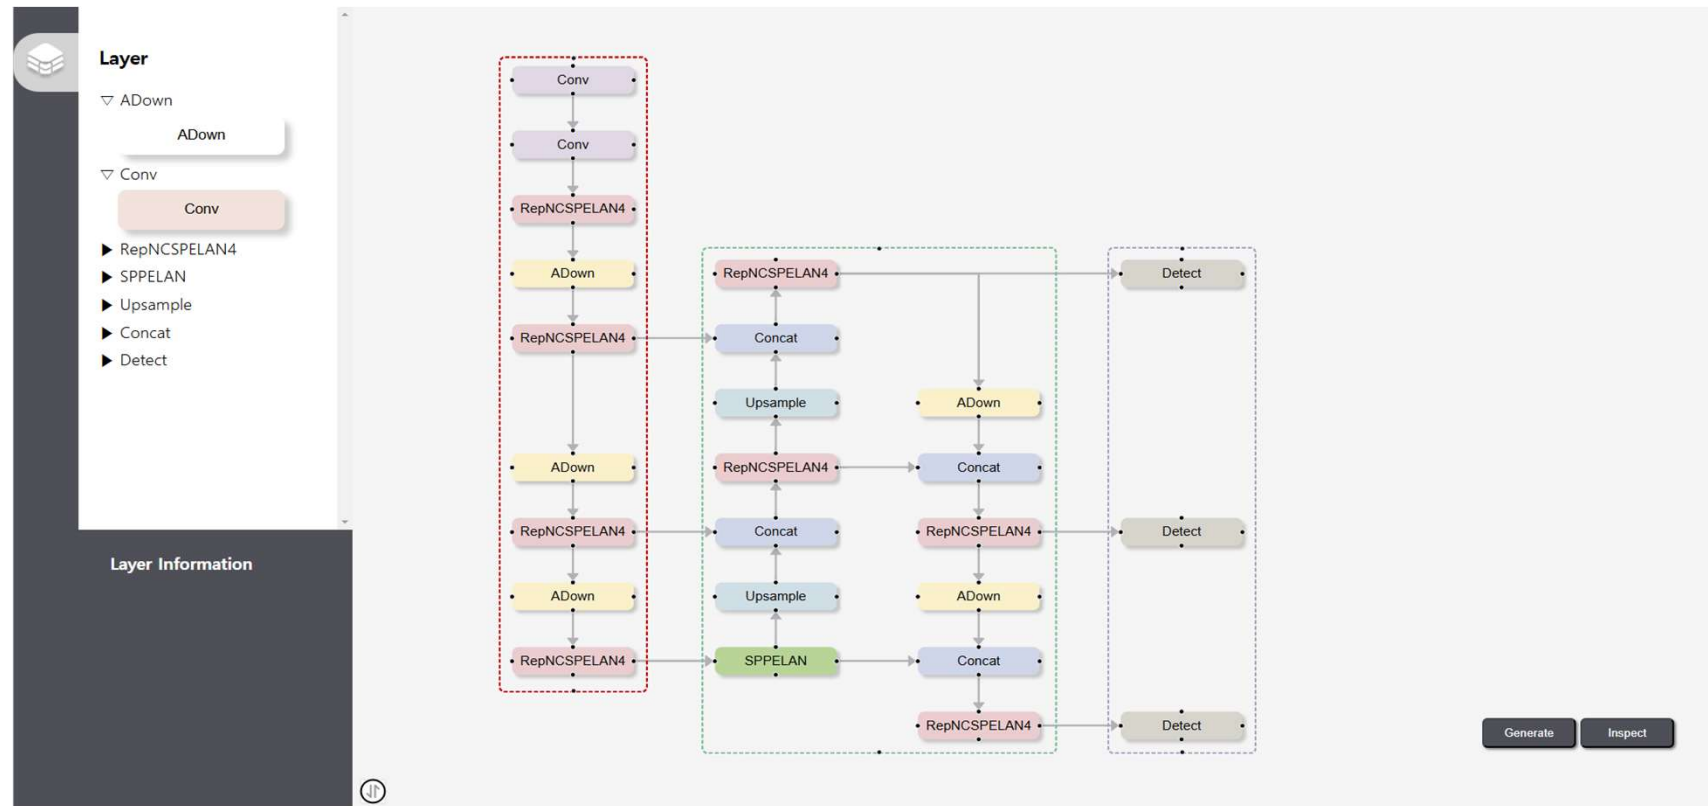 Layer
▽ ADown
ADown
▽ Conv
Conv
▶ RepNCSPELAN4
▶ SPPELAN
▶ Upsample
▶ Concat
▶ Detect
Layer Information
Conv
Conv
RepNCSPELAN4
ADown
RepNCSPELAN4
ADown
RepNCSPELAN4
ADown
RepNCSPELAN4
RepNCSPELAN4
Concat
Upsample
RepNCSPELAN4
Concat
Upsample
SPPELAN
ADown
Concat
RepNCSPELAN4
ADown
Concat
RepNCSPELAN4
Detect
Detect
Detect
Generate
Inspect